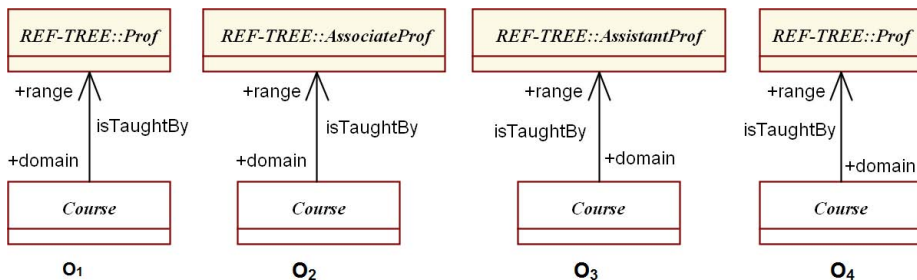 REF-TREE::Prof
+range
isTaughtBy
+domain
Course
O1
REF-TREE::AssociateProf
+range
isTaughtBy
+domain
Course
O2
REF-TREE::AssistantProf
+range
isTaughtBy
+domain
Course
O3
REF-TREE::Prof
+range
isTaughtBy
+domain
Course
O4